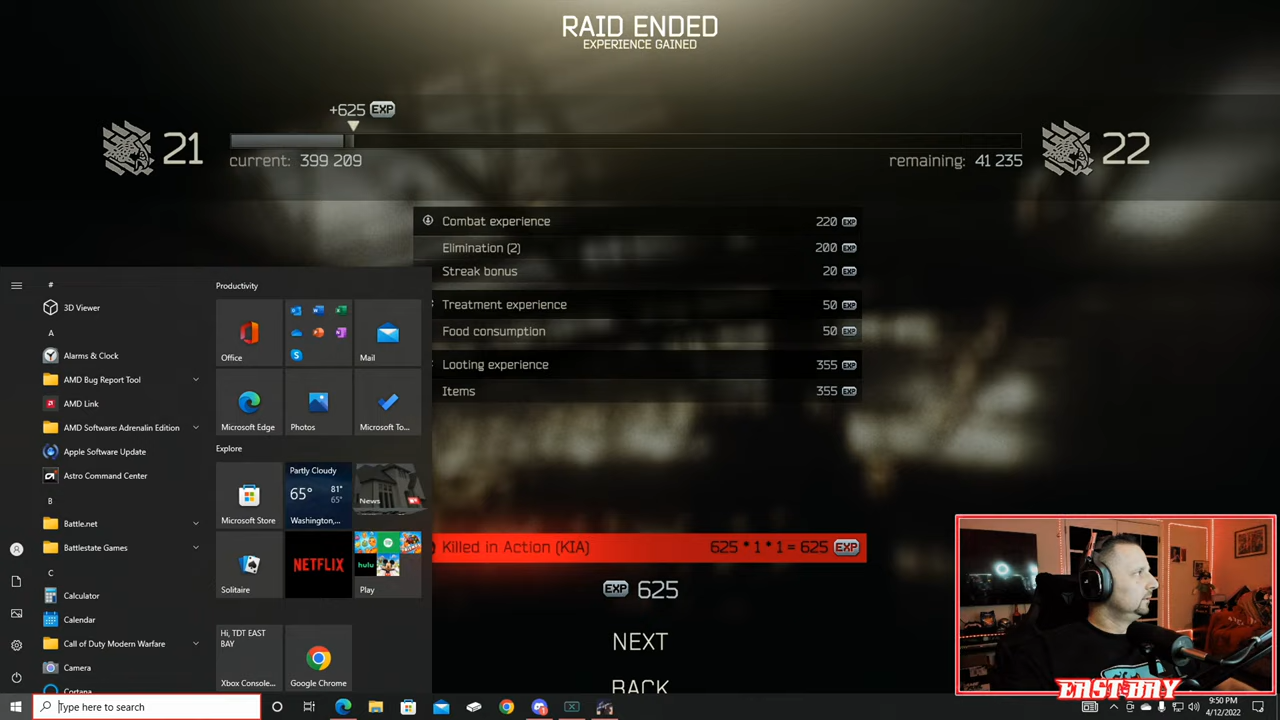 RAID ENDED
EXPERIENCE GAINED
+625 EXP
21
22
current: 399 209
remaining: 41 235
Combat experience 220 EXP
Elimination (2) 200 EXP
Streak bonus 20 EXP
Treatment experience 50 EXP
Food consumption 50 EXP
Looting experience 355 EXP
Items 355 EXP
Killed in Action (KIA) 625 * 1 * 1 = 625 EXP
EXP 625
NEXT
BACK
#
3D Viewer
A
Alarms & Clock
AMD Bug Report Tool
AMD Link
AMD Software: Adrenalin Edition
Apple Software Update
Astro Command Center
B
Battle.net
Battlestate Games
C
Calculator
Calendar
Call of Duty Modern Warfare
Camera
Cortana
Productivity
Office
Mail
Microsoft Edge
Photos
Microsoft To...
Explore
Microsoft Store
Partly Cloudy
65° 81°
65°
Washington,...
News
Solitaire
NETFLIX
hulu
Play
Hi, TDT EAST
BAY
Xbox Console...
Google Chrome
Type here to search
EAST BAY
9:50 PM
4/12/2022